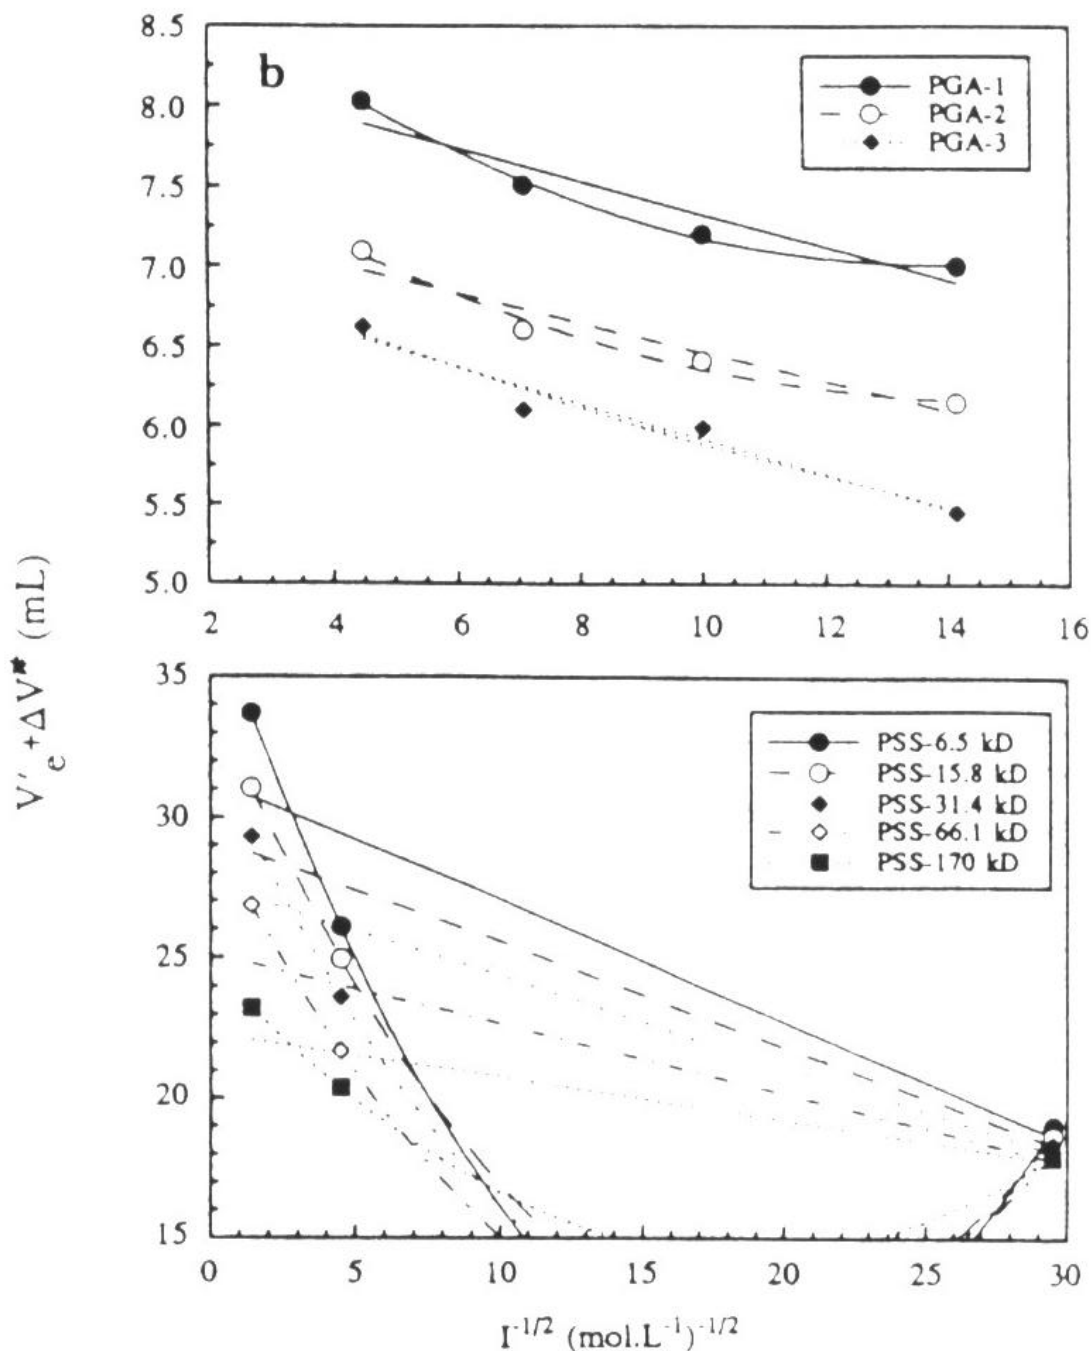 b
PGA-1
PGA-2
PGA-3
8.5
8.0
7.5
7.0
6.5
6.0
5.5
5.0
2 4 6 8 10 12 14 16
V'e+ΔV* (mL)
PSS-6.5 kD
PSS-15.8 kD
PSS-31.4 kD
PSS-66.1 kD
PSS-170 kD
35
30
25
20
15
0 5 10 15 20 25 30
I-1/2 (mol.L-1)-1/2